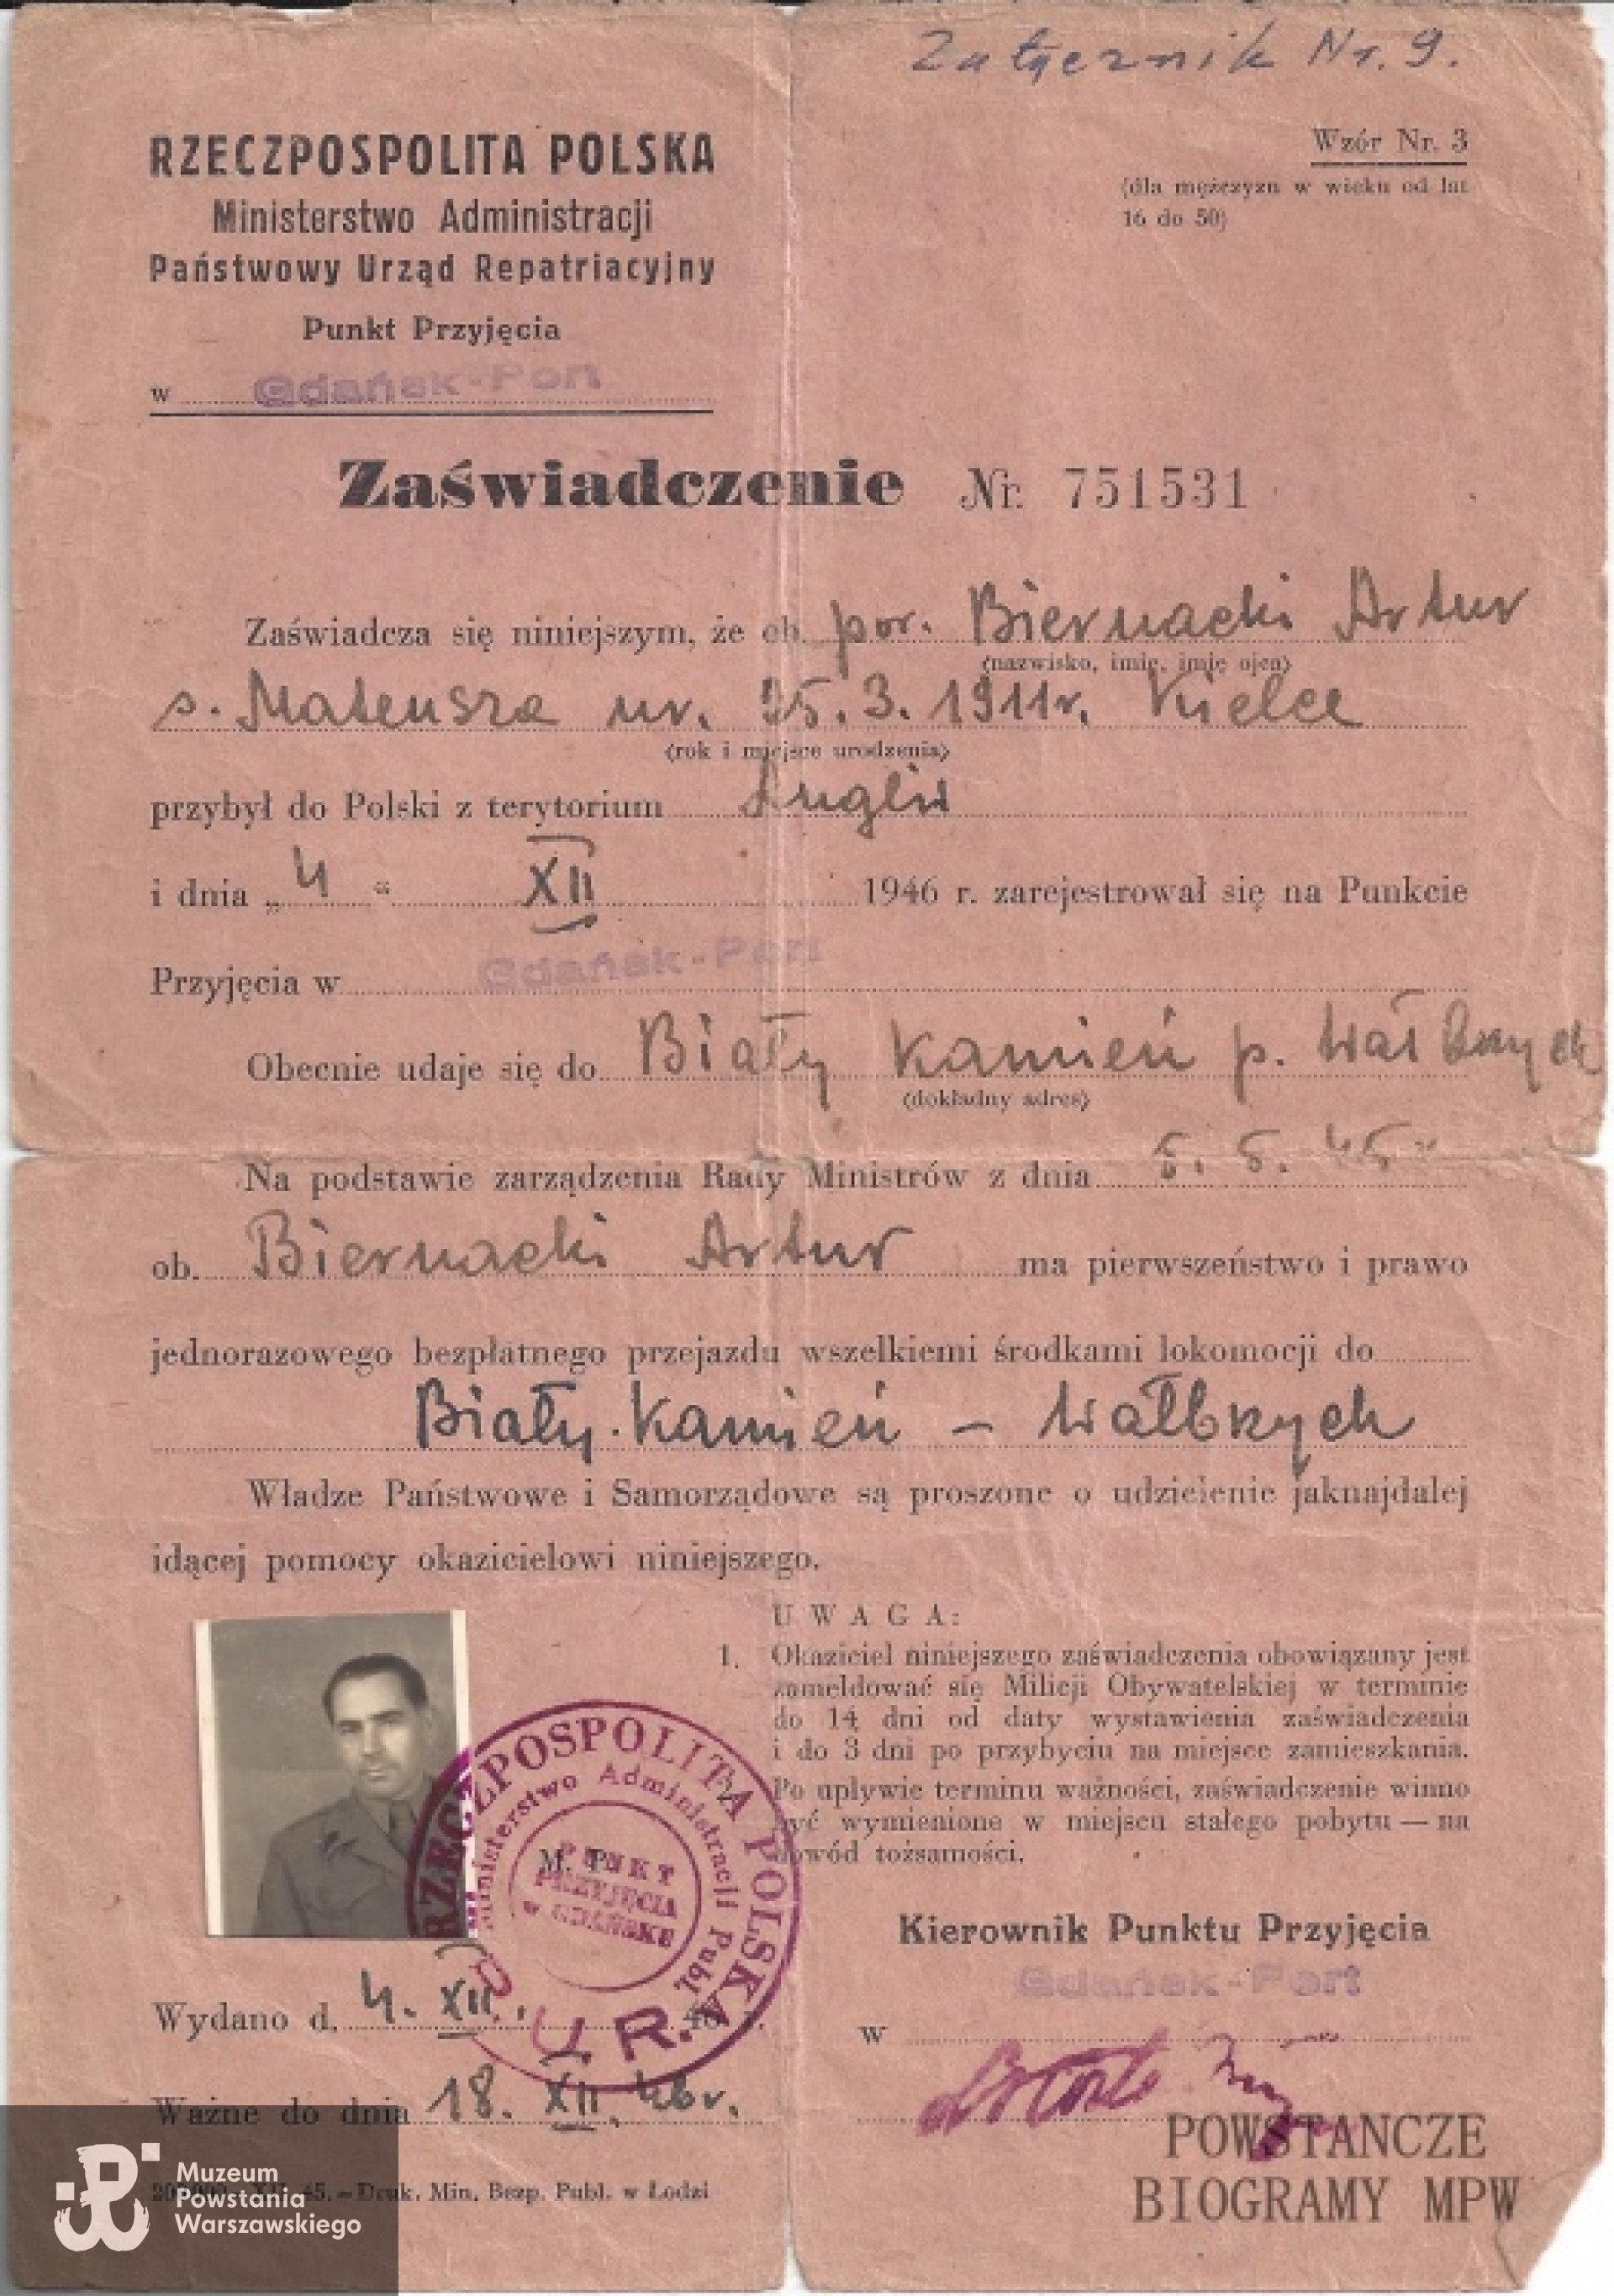 Załącznik Nr. 9.
RZECZPOSPOLITA POLSKA
Ministerstwo Administracji
Państwowy Urząd Repatriacyjny
Punkt Przyjęcia
w Gdańsk-Port
Wzór Nr. 3
(dla mężczyzn w wieku od lat
16 do 50)
Zaświadczenie Nr. 751531
Zaświadcza się niniejszym, że ob. por. Biernacki Artur
(nazwisko, imię, imię ojca)
s. Mateusza ur. 25.3.1911r. Kielce
(rok i miejsce urodzenia)
przybył do Polski z terytorium Anglii
i dnia „4“ XII 1946 r. zarejestrował się na Punkcie
Przyjęcia w Gdańsk-Port
Obecnie udaje się do Biały Kamień p. Wałbrzych
(dokładny adres)
Na podstawie zarządzenia Rady Ministrów z dnia 5. 5. 45
ob. Biernacki Artur ma pierwszeństwo i prawo
jednorazowego bezpłatnego przejazdu wszelkiemi środkami lokomocji do
Biały-Kamień – Wałbrzych
Władze Państwowe i Samorządowe są proszone o udzielenie jaknajdalej
idącej pomocy okazicielowi niniejszego.
UWAGA:
1. Okaziciel niniejszego zaświadczenia obowiązany jest
zameldować się Milicji Obywatelskiej w terminie
do 14 dni od daty wystawienia zaświadczenia
i do 3 dni po przybyciu na miejsce zamieszkania.
Po upływie terminu ważności, zaświadczenie winno
być wymienione w miejscu stałego pobytu — na
dowód tożsamości.
M. P.
RZECZPOSPOLITA POLSKA
Ministerstwo Administracji Publ.
PUNKT
PRZYJĘCIA
w GDAŃSKU
P. U. R.
Kierownik Punktu Przyjęcia
Gdańsk-Port
w
Wydano d. 4. XII. 46 r.
Ważne do dnia 18. XII. 46 r.
XII. 45. — Druk. Min. Bezp. Publ. w Łodzi
Muzeum
Powstania
Warszawskiego
POWSTAŃCZE
BIOGRAMY MPW